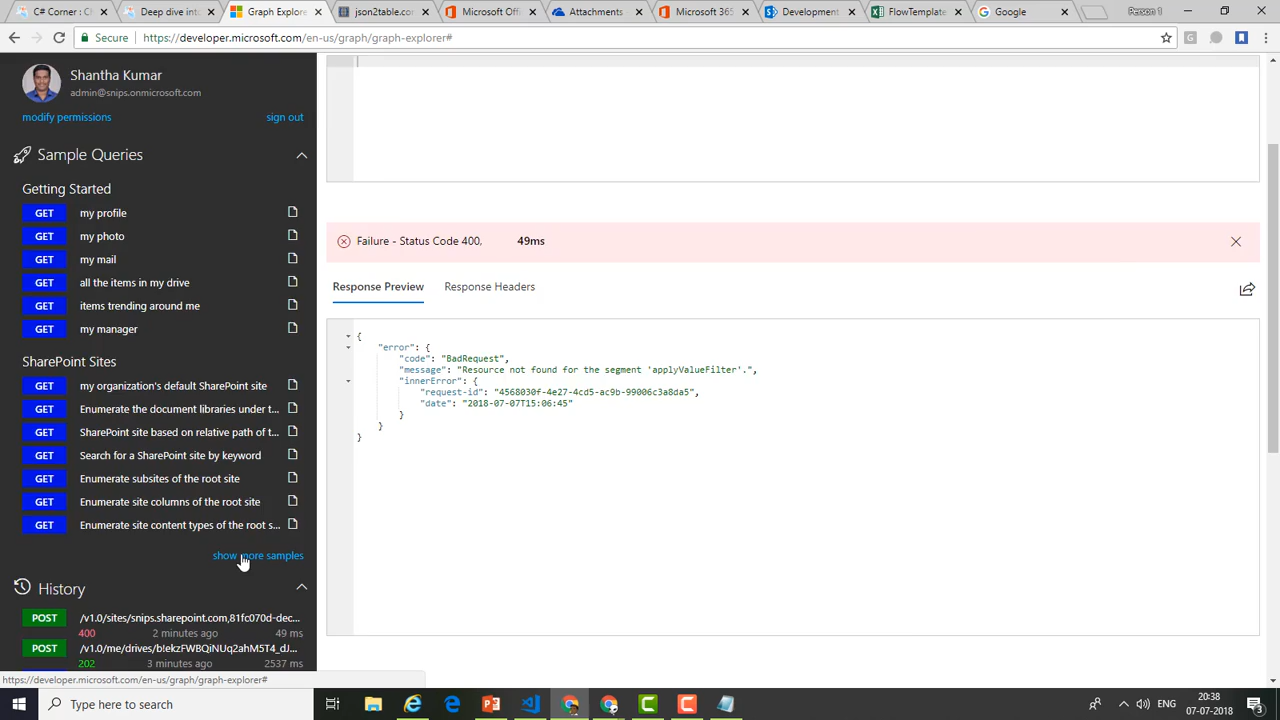 C# Corner : C#
Deep dive into
Graph Explore
json2table.com
Microsoft Offic
Attachments
Microsoft 365
Development
FlowTemplate
Google
Person 1
Secure
https://developer.microsoft.com/en-us/graph/graph-explorer#
Shantha Kumar
admin@snips.onmicrosoft.com
modify permissions
sign out
Sample Queries
Getting Started
GET my profile
GET my photo
GET my mail
GET all the items in my drive
GET items trending around me
GET my manager
SharePoint Sites
GET my organization's default SharePoint site
GET Enumerate the document libraries under t...
GET SharePoint site based on relative path of t...
GET Search for a SharePoint site by keyword
GET Enumerate subsites of the root site
GET Enumerate site columns of the root site
GET Enumerate site content types of the root s...
show more samples
History
POST /v1.0/sites/snips.sharepoint.com,81fc070d-dec...
400 2 minutes ago 49 ms
POST /v1.0/me/drives/b!ekzFWBQiNUq2ahM5T4_dJ...
202 3 minutes ago 2537 ms
Failure - Status Code 400, 49ms
Response Preview
Response Headers
{
"error": {
"code": "BadRequest",
"message": "Resource not found for the segment 'applyValueFilter'.",
"innerError": {
"request-id": "4568030f-4e27-4cd5-ac9b-99006c3a8da5",
"date": "2018-07-07T15:06:45"
}
}
}
https://developer.microsoft.com/en-us/graph/graph-explorer#
Type here to search
ENG
20:38
07-07-2018
3